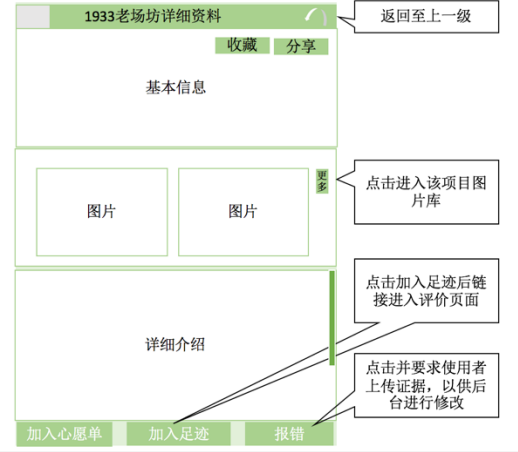 1933老场坊详细资料
返回至上一级
收藏
分享
基本信息
图片
图片
更多
点击进入该项目图
片库
点击加入足迹后链
接进入评价页面
详细介绍
点击并要求使用者
上传证据，以供后
台进行修改
加入心愿单
加入足迹
报错